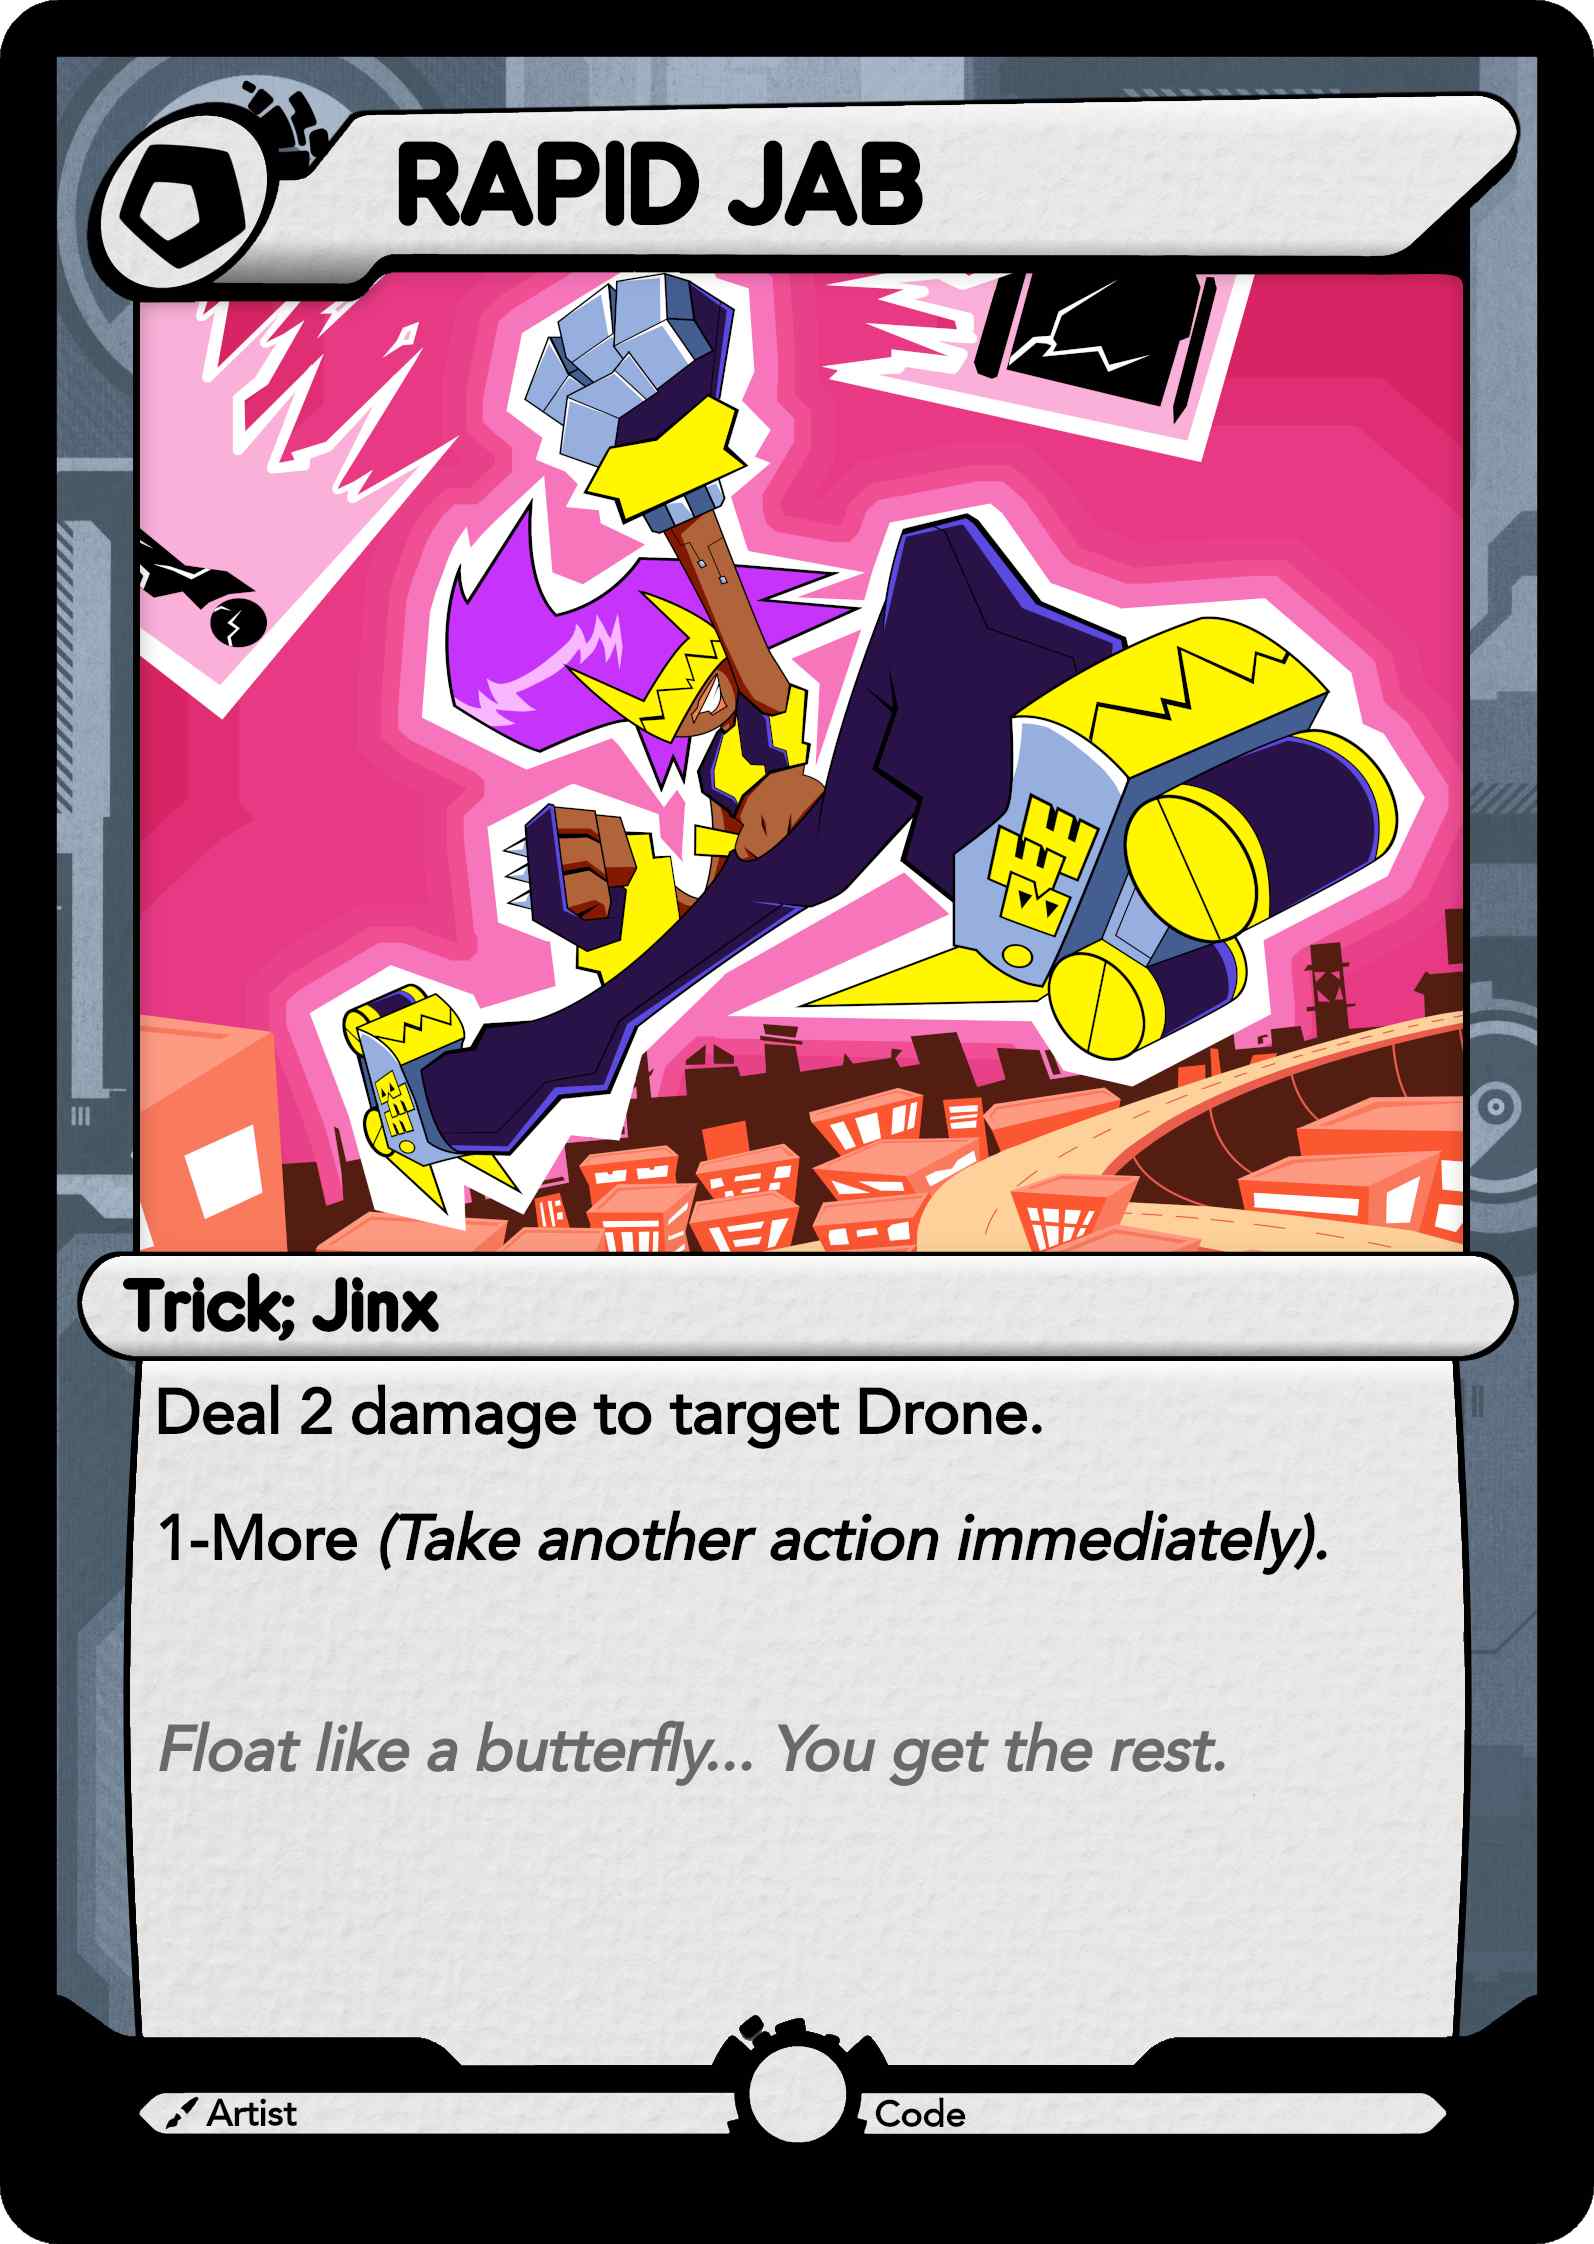 RAPID JAB
BEE
BEE
Trick; Jinx
Deal 2 damage to target Drone.
1-More (Take another action immediately).
Float like a butterfly... You get the rest.
Artist
Code